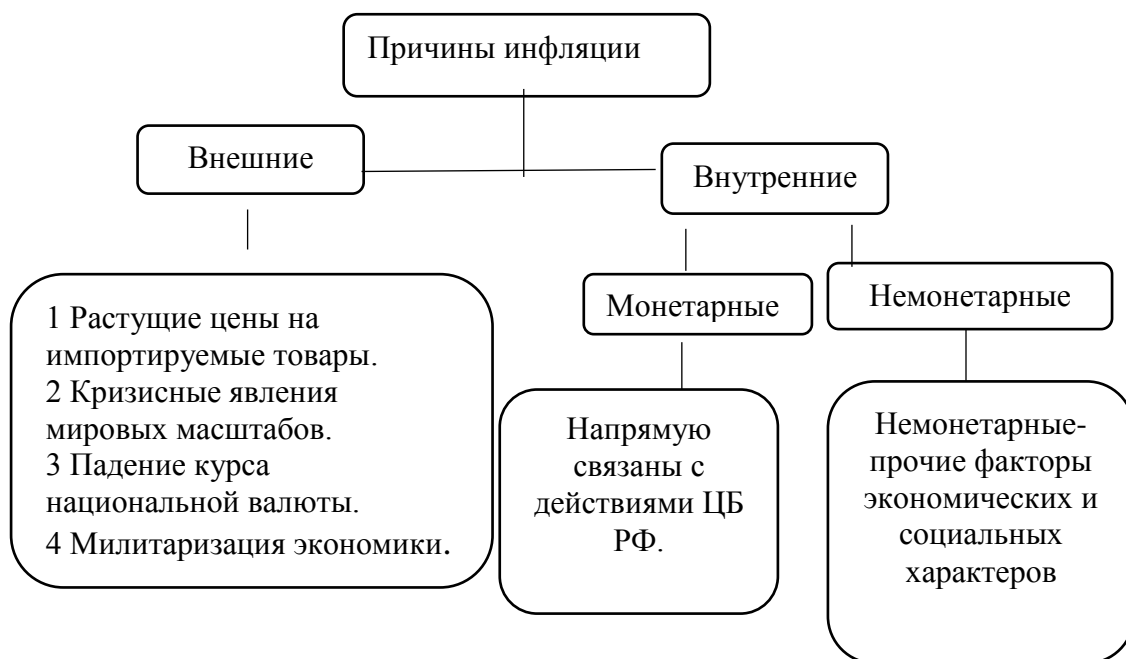 Причины инфляции
Внешние
Внутренние
1 Растущие цены на
импортируемые товары.
2 Кризисные явления
мировых масштабов.
3 Падение курса
национальной валюты.
4 Милитаризация экономики.
Монетарные
Немонетарные
Напрямую
связаны с
действиями ЦБ
РФ.
Немонетарные-
прочие факторы
экономических и
социальных
характеров